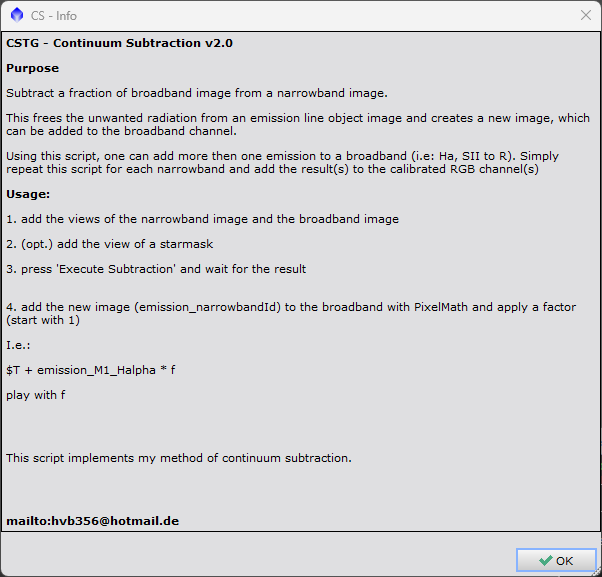 CS - Info
CSTG - Continuum Subtraction v2.0
Purpose
Subtract a fraction of broadband image from a narrowband image.
This frees the unwanted radiation from an emission line object image and creates a new image, which
can be added to the broadband channel.
Using this script, one can add more then one emission to a broadband (i.e: Ha, SII to R). Simply
repeat this script for each narrowband and add the result(s) to the calibrated RGB channel(s)
Usage:
1. add the views of the narrowband image and the broadband image
2. (opt.) add the view of a starmask
3. press 'Execute Subtraction' and wait for the result
4. add the new image (emission_narrowbandId) to the broadband with PixelMath and apply a factor
(start with 1)
I.e.:
$T + emission_M1_Halpha * f
play with f
This script implements my method of continuum subtraction.
mailto:hvb356@hotmail.de
OK